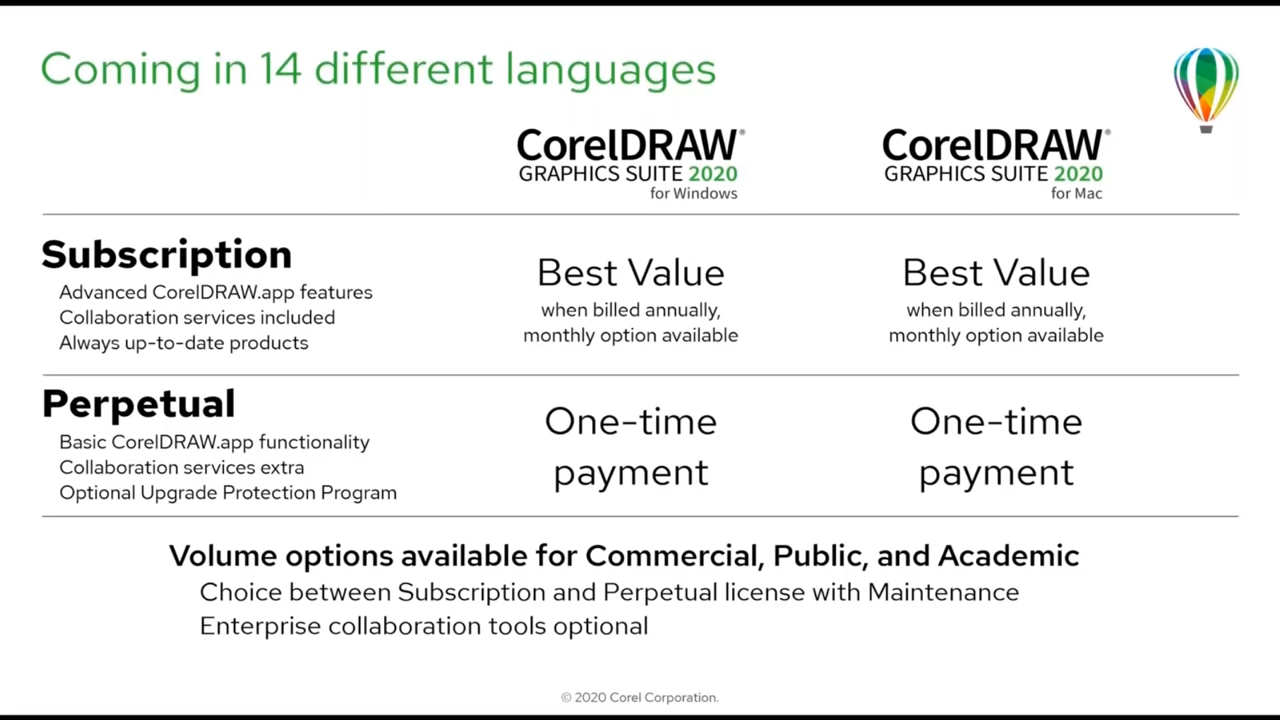 Coming in 14 different languages
CorelDRAW®
GRAPHICS SUITE 2020
for Windows
CorelDRAW®
GRAPHICS SUITE 2020
for Mac
Subscription
Advanced CorelDRAW.app features
Collaboration services included
Always up-to-date products
Best Value
when billed annually,
monthly option available
Best Value
when billed annually,
monthly option available
Perpetual
Basic CorelDRAW.app functionality
Collaboration services extra
Optional Upgrade Protection Program
One-time
payment
One-time
payment
Volume options available for Commercial, Public, and Academic
Choice between Subscription and Perpetual license with Maintenance
Enterprise collaboration tools optional
© 2020 Corel Corporation.